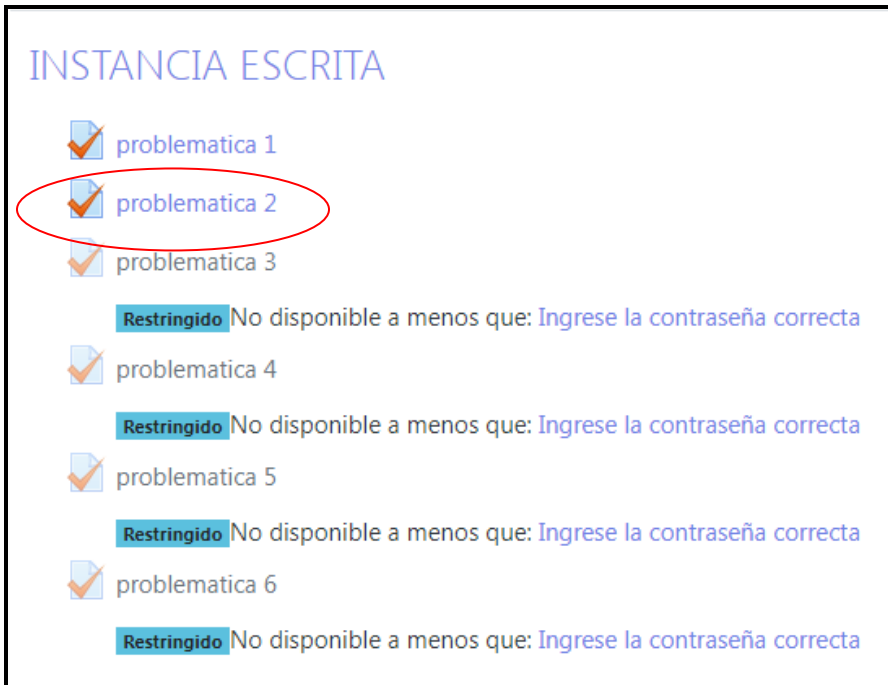 INSTANCIA ESCRITA
problematica 1
problematica 2
problematica 3
Restringido No disponible a menos que: Ingrese la contraseña correcta
problematica 4
Restringido No disponible a menos que: Ingrese la contraseña correcta
problematica 5
Restringido No disponible a menos que: Ingrese la contraseña correcta
problematica 6
Restringido No disponible a menos que: Ingrese la contraseña correcta